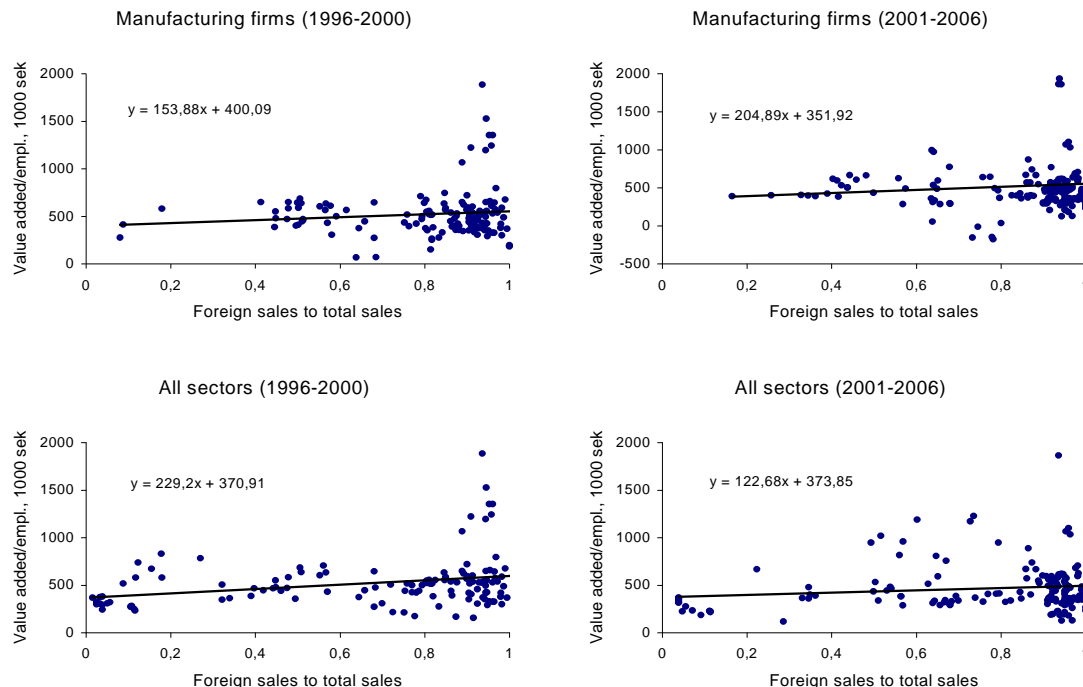 Manufacturing firms (1996-2000)
Value added/empl., 1000 sek
2000
1500
1000
500
0
y = 153,88x + 400,09
0 0,2 0,4 0,6 0,8 1
Foreign sales to total sales
Manufacturing firms (2001-2006)
Value added/empl., 1000 sek
2000
1500
1000
500
0
-500
y = 204,89x + 351,92
0 0,2 0,4 0,6 0,8
Foreign sales to total sales
All sectors (1996-2000)
Value added/empl., 1000 sek
2000
1500
1000
500
0
y = 229,2x + 370,91
0 0,2 0,4 0,6 0,8 1
Foreign sales to total sales
All sectors (2001-2006)
Value added/empl., 1000 sek
2000
1500
1000
500
0
y = 122,68x + 373,85
0 0,2 0,4 0,6 0,8
Foreign sales to total sales